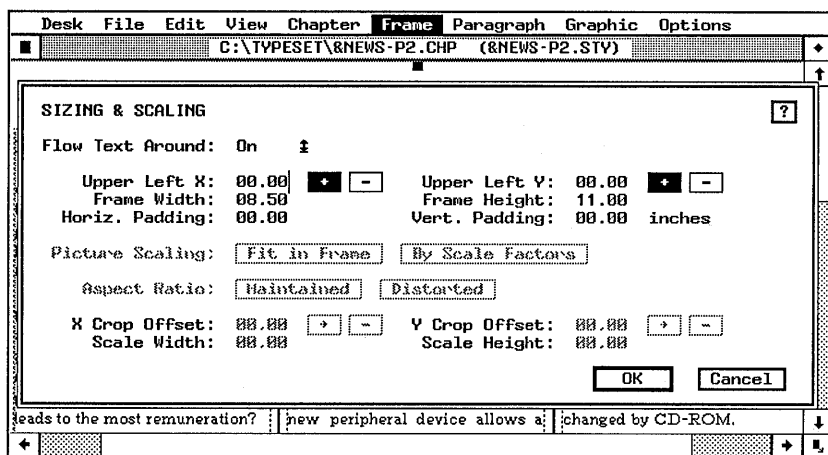 Desk File Edit View Chapter Frame Paragraph Graphic Options
C:\TYPESET\&NEWS-P2.CHP (&NEWS-P2.STY)
SIZING & SCALING ?
Flow Text Around: On
Upper Left X: 00.00 + - Upper Left Y: 00.00 + -
Frame Width: 08.50 Frame Height: 11.00
Horiz. Padding: 00.00 Vert. Padding: 00.00 inches
Picture Scaling: Fit in Frame By Scale Factors
Aspect Ratio: Maintained Distorted
X Crop Offset: 00.00 Y Crop Offset: 00.00
Scale Width: 00.00 Scale Height: 00.00
OK Cancel
leads to the most remuneration? new peripheral device allows a changed by CD-ROM.